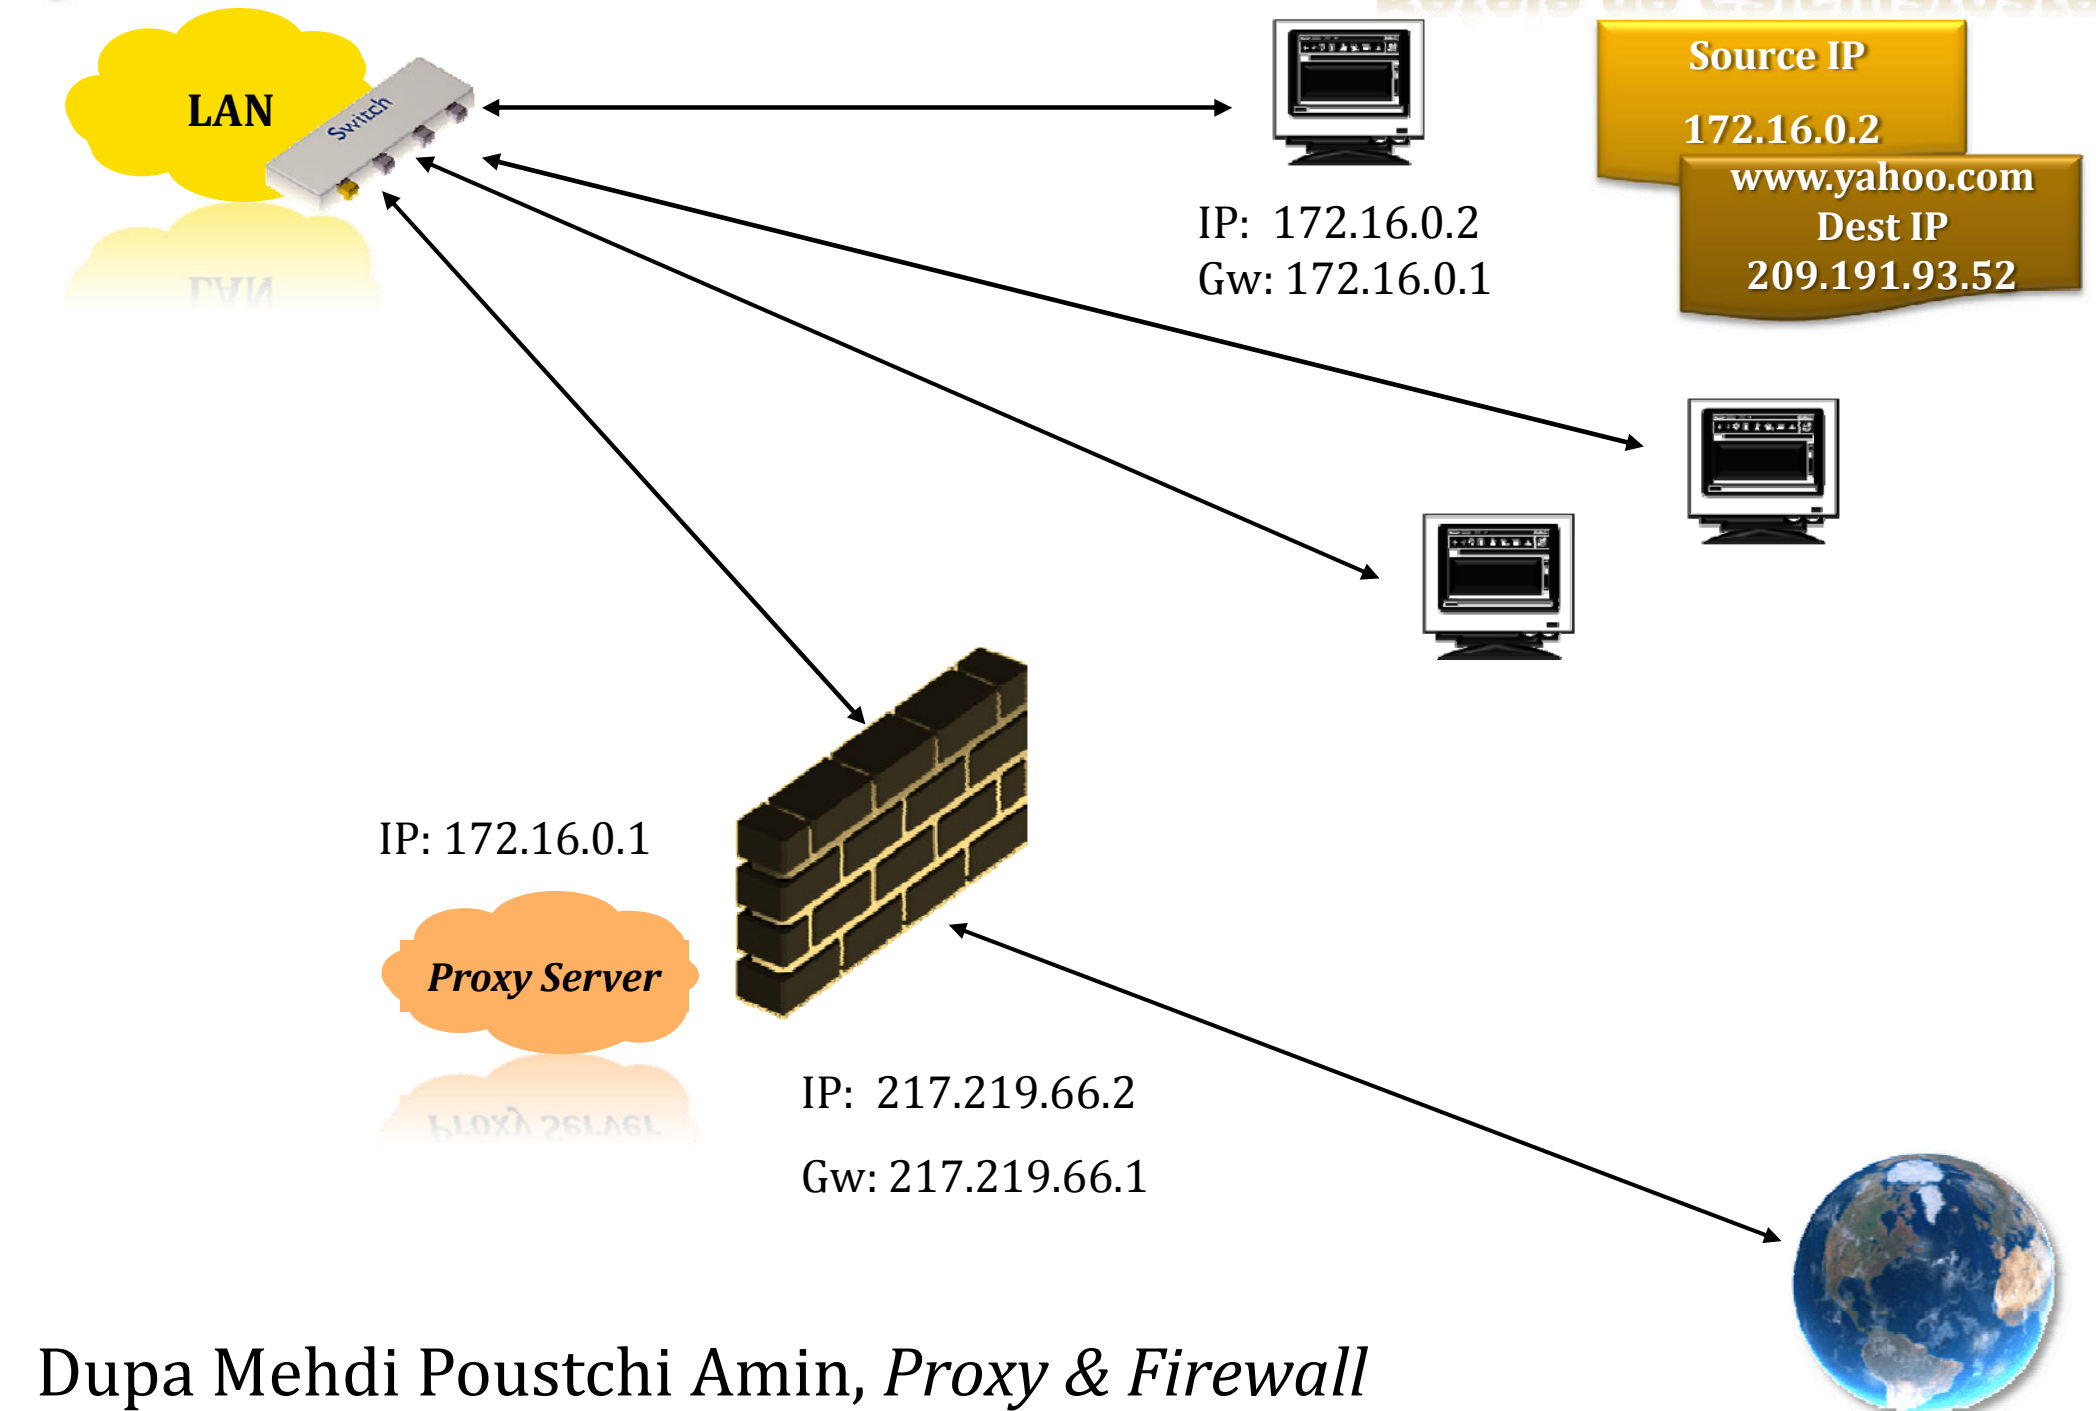 LAN
Switch
Source IP
172.16.0.2
www.yahoo.com
Dest IP
209.191.93.52
IP: 172.16.0.2
Gw: 172.16.0.1
IP: 172.16.0.1
Proxy Server
IP: 217.219.66.2
Gw: 217.219.66.1
Dupa Mehdi Poustchi Amin, Proxy & Firewall